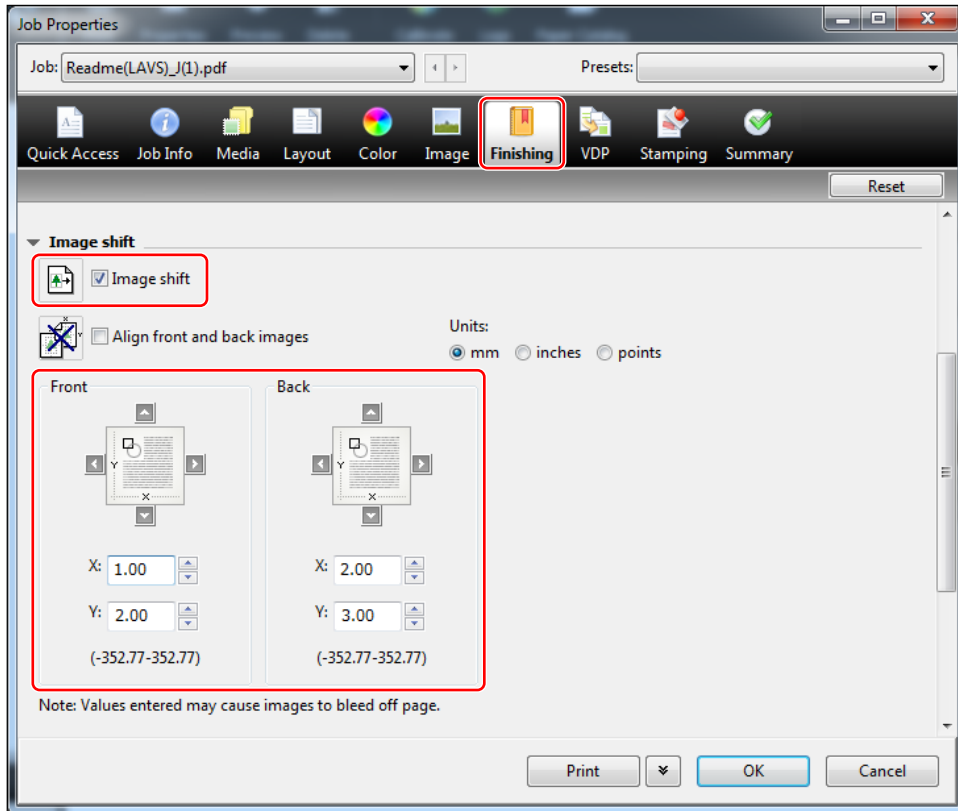 Job Properties
Job: Readme(LAVS)_J(1).pdf Presets:
Quick Access Job Info Media Layout Color Image Finishing VDP Stamping Summary
Reset
Image shift
Image shift
Align front and back images
Units:
mm inches points
Front Back
Y X Y X
X: 1.00 X: 2.00
Y: 2.00 Y: 3.00
(-352.77-352.77) (-352.77-352.77)
Note: Values entered may cause images to bleed off page.
Print OK Cancel